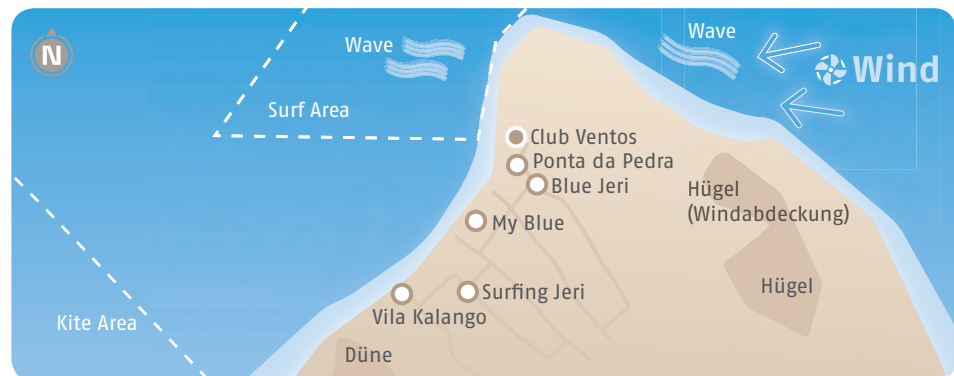 N
Wave
Wave
Wind
Surf Area
Club Ventos
Ponta da Pedra
Blue Jeri
Hügel
(Windabdeckung)
My Blue
Hügel
Surfing Jeri
Vila Kalango
Kite Area
Düne